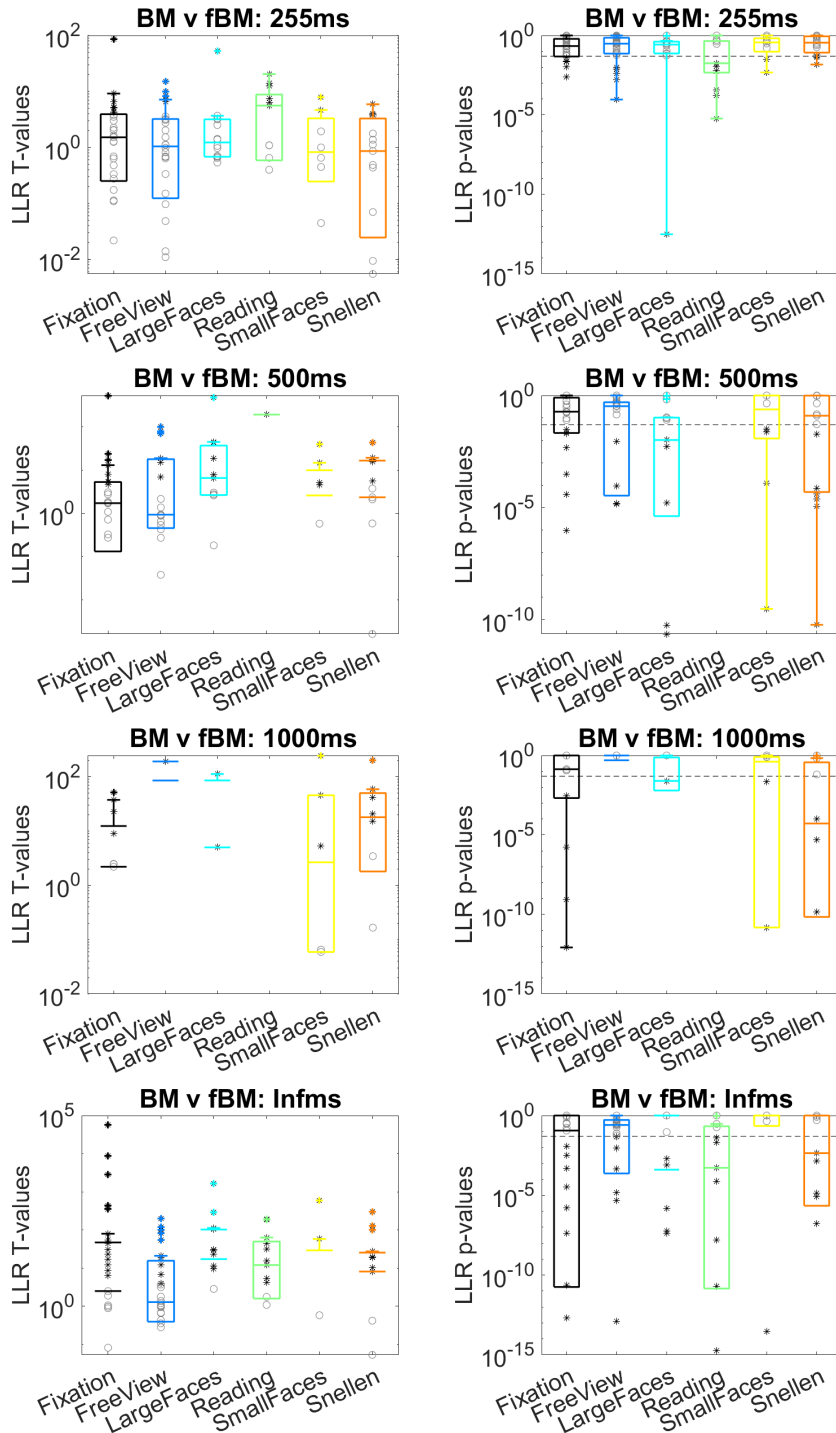 BM v fBM: 255ms
LLR T-values
10^2
10^0
10^-2
Fixation
FreeView
LargeFaces
Reading
SmallFaces
Snellen
BM v fBM: 255ms
LLR p-values
10^0
10^-5
10^-10
10^-15
Fixation
FreeView
LargeFaces
Reading
SmallFaces
Snellen
BM v fBM: 500ms
LLR T-values
10^0
Fixation
FreeView
LargeFaces
Reading
SmallFaces
Snellen
BM v fBM: 500ms
LLR p-values
10^0
10^-5
10^-10
Fixation
FreeView
LargeFaces
Reading
SmallFaces
Snellen
BM v fBM: 1000ms
LLR T-values
10^2
10^0
10^-2
Fixation
FreeView
LargeFaces
Reading
SmallFaces
Snellen
BM v fBM: 1000ms
LLR p-values
10^0
10^-5
10^-10
10^-15
Fixation
FreeView
LargeFaces
Reading
SmallFaces
Snellen
BM v fBM: Infms
LLR T-values
10^5
10^0
Fixation
FreeView
LargeFaces
Reading
SmallFaces
Snellen
BM v fBM: Infms
LLR p-values
10^0
10^-5
10^-10
10^-15
Fixation
FreeView
LargeFaces
Reading
SmallFaces
Snellen